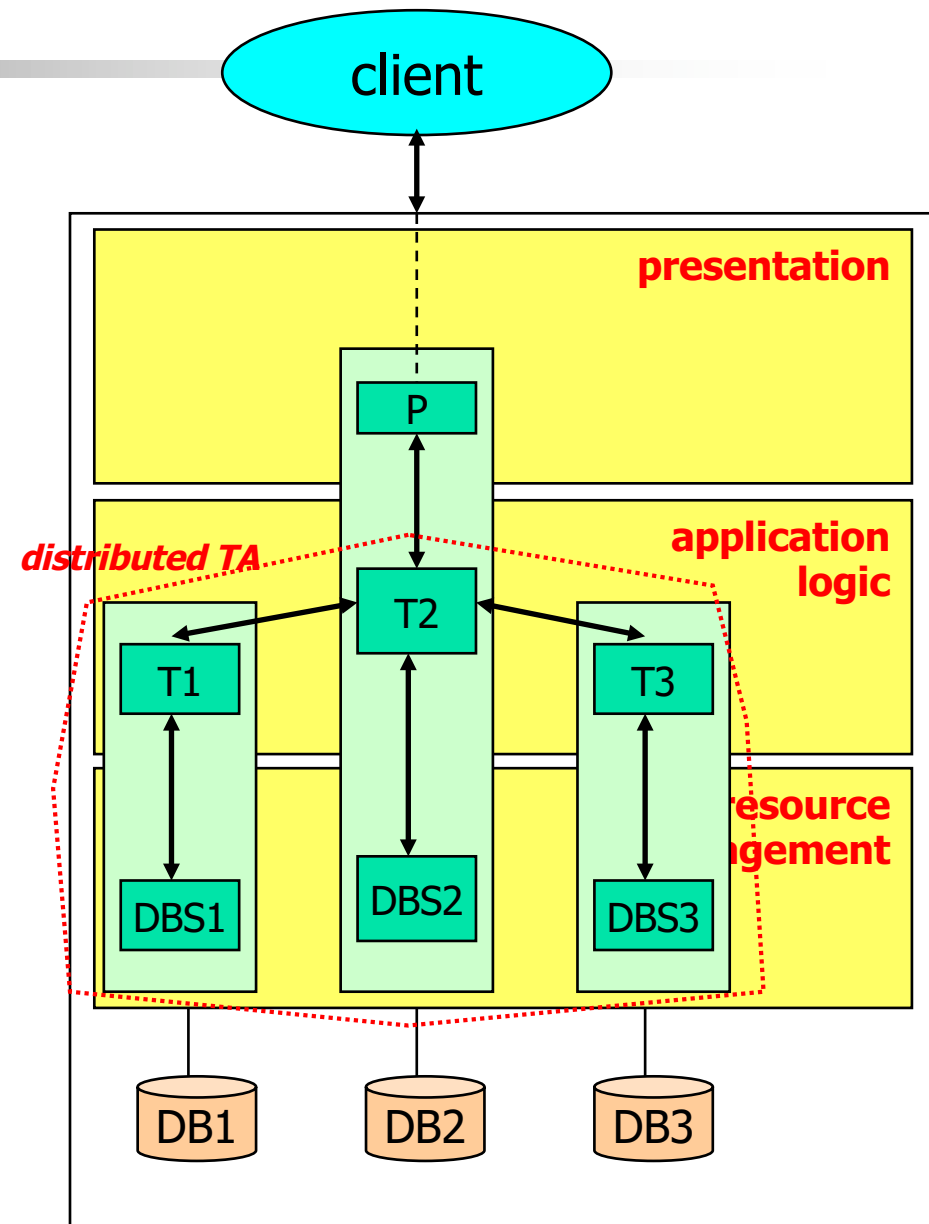 client
presentation
P
application
logic
distributed TA
T2
T1
T3
resource
agement
DBS1
DBS2
DBS3
DB1
DB2
DB3